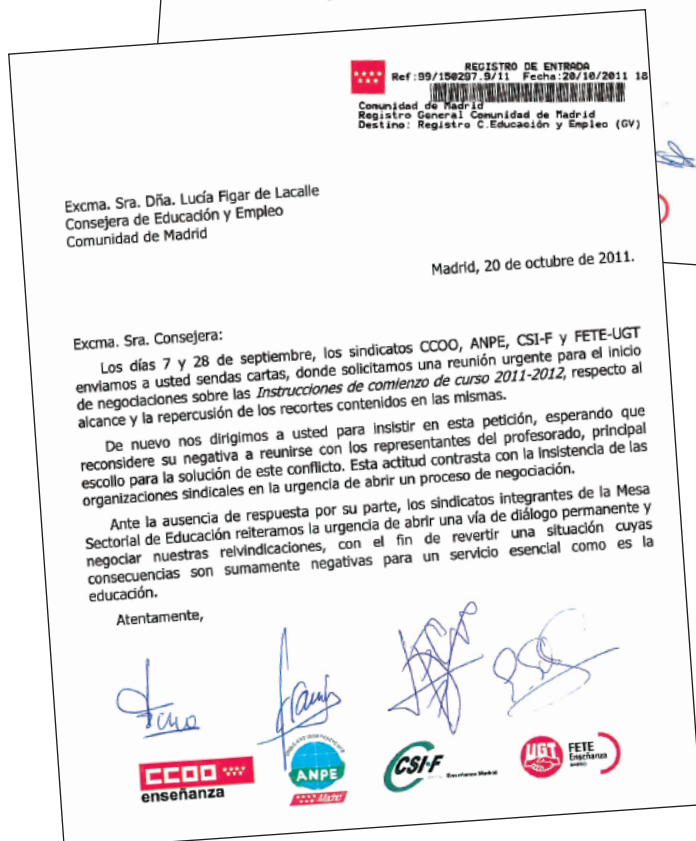 REGISTRO DE ENTRADA
Ref:99/150297.9/11 Fecha:20/10/2011 18
Comunidad de Madrid
Registro General Comunidad de Madrid
Destino: Registro C.Educación y Empleo (GV)
Excma. Sra. Dña. Lucía Figar de Lacalle
Consejera de Educación y Empleo
Comunidad de Madrid
Madrid, 20 de octubre de 2011.
Excma. Sra. Consejera:
Los días 7 y 28 de septiembre, los sindicatos CCOO, ANPE, CSI-F y FETE-UGT
enviamos a usted sendas cartas, donde solicitamos una reunión urgente para el inicio
de negociaciones sobre las Instrucciones de comienzo de curso 2011-2012, respecto al
alcance y la repercusión de los recortes contenidos en las mismas.
De nuevo nos dirigimos a usted para insistir en esta petición, esperando que
reconsidere su negativa a reunirse con los representantes del profesorado, principal
escollo para la solución de este conflicto. Esta actitud contrasta con la insistencia de las
organizaciones sindicales en la urgencia de abrir un proceso de negociación.
Ante la ausencia de respuesta por su parte, los sindicatos integrantes de la Mesa
Sectorial de Educación reiteramos la urgencia de abrir una vía de diálogo permanente y
negociar nuestras reivindicaciones, con el fin de revertir una situación cuyas
consecuencias son sumamente negativas para un servicio esencial como es la
educación.
Atentamente,
CCOO
enseñanza
ANPE
Madrid
CSI-F
Enseñanza Madrid
UGT
FETE
Enseñanza